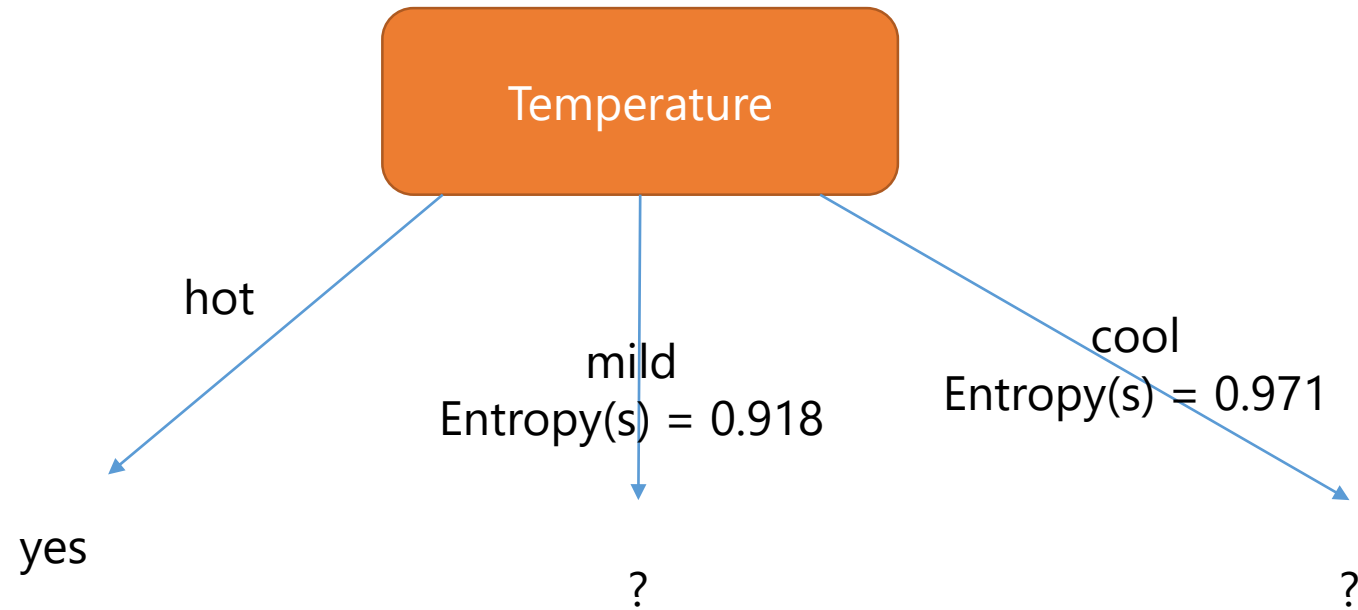 Temperature
hot
mild
Entropy(s) = 0.918
cool
Entropy(s) = 0.971
yes
?
?